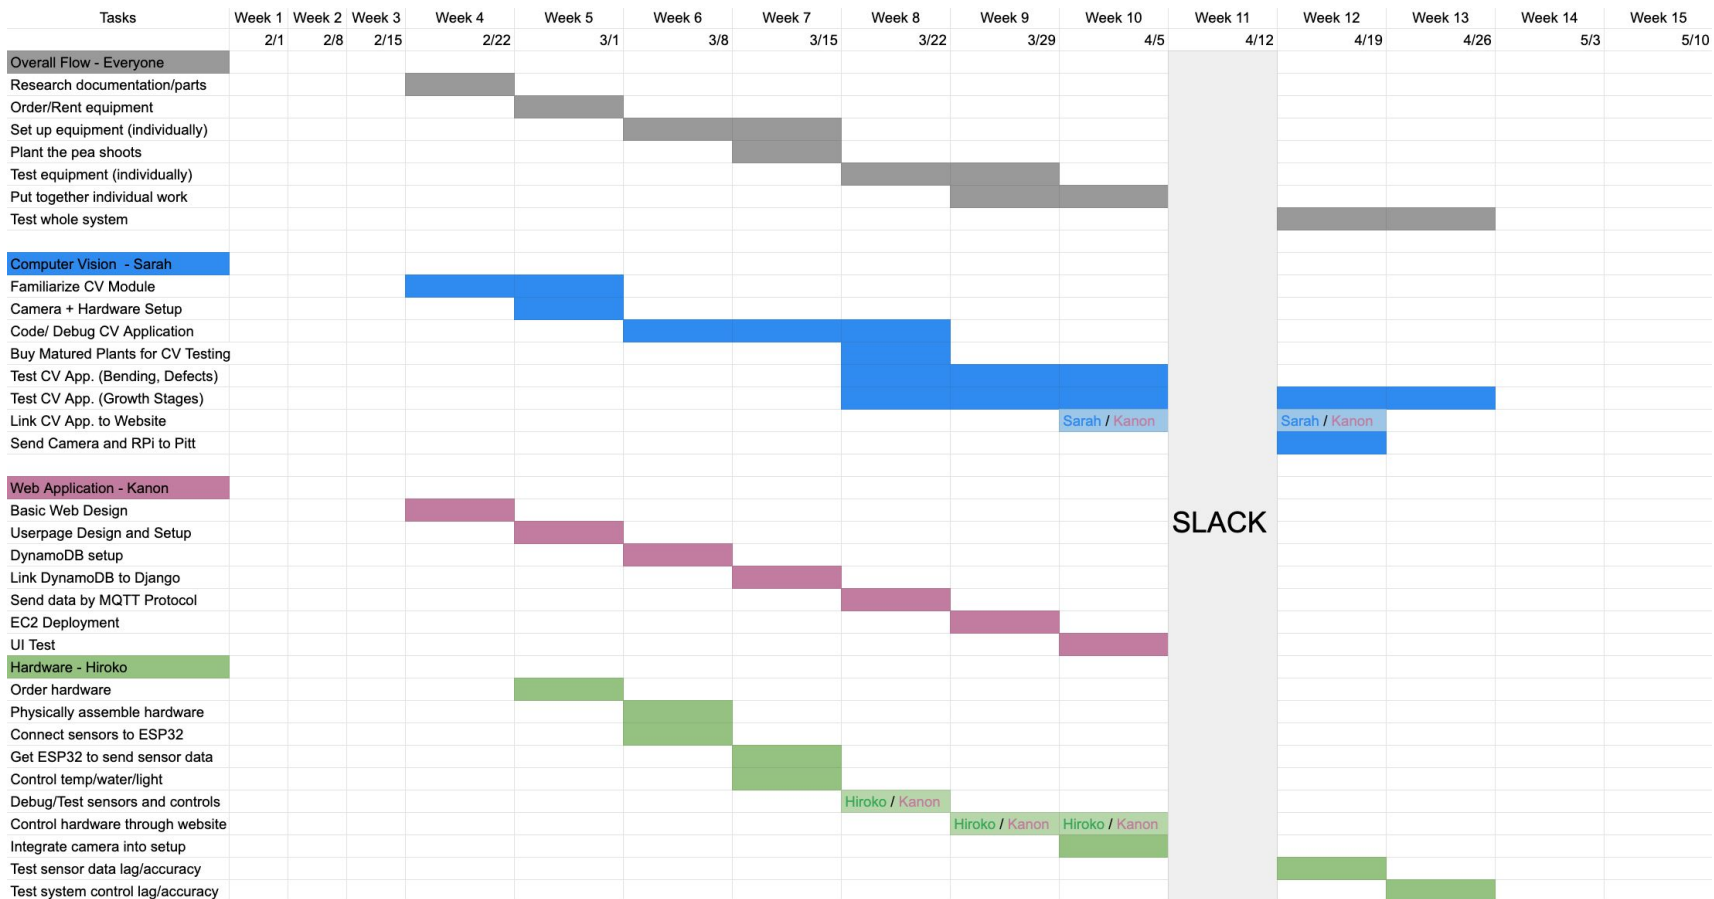 Tasks Week 1 Week 2 Week 3 Week 4 Week 5 Week 6 Week 7 Week 8 Week 9 Week 10 Week 11 Week 12 Week 13 Week 14 Week 15
2/1 2/8 2/15 2/22 3/1 3/8 3/15 3/22 3/29 4/5 4/12 4/19 4/26 5/3 5/10
Overall Flow - Everyone
Research documentation/parts
Order/Rent equipment
Set up equipment (individually)
Plant the pea shoots
Test equipment (individually)
Put together individual work
Test whole system
Computer Vision - Sarah
Familiarize CV Module
Camera + Hardware Setup
Code/ Debug CV Application
Buy Matured Plants for CV Testing
Test CV App. (Bending, Defects)
Test CV App. (Growth Stages)
Link CV App. to Website Sarah / Kanon Sarah / Kanon
Send Camera and RPi to Pitt
Web Application - Kanon
Basic Web Design
SLACK
Userpage Design and Setup
DynamoDB setup
Link DynamoDB to Django
Send data by MQTT Protocol
EC2 Deployment
UI Test
Hardware - Hiroko
Order hardware
Physically assemble hardware
Connect sensors to ESP32
Get ESP32 to send sensor data
Control temp/water/light
Debug/Test sensors and controls Hiroko / Kanon
Control hardware through website Hiroko / Kanon Hiroko / Kanon
Integrate camera into setup
Test sensor data lag/accuracy
Test system control lag/accuracy